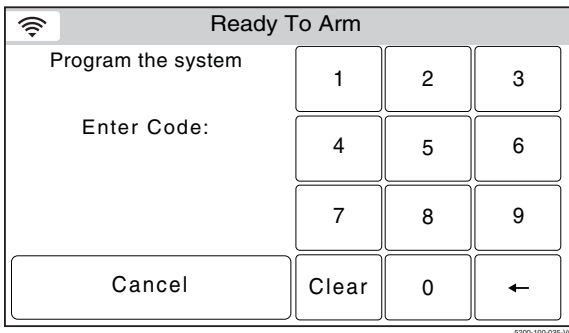 Ready To Arm
Program the system
Enter Code:
1 2 3
4 5 6
7 8 9
Cancel Clear 0 ←